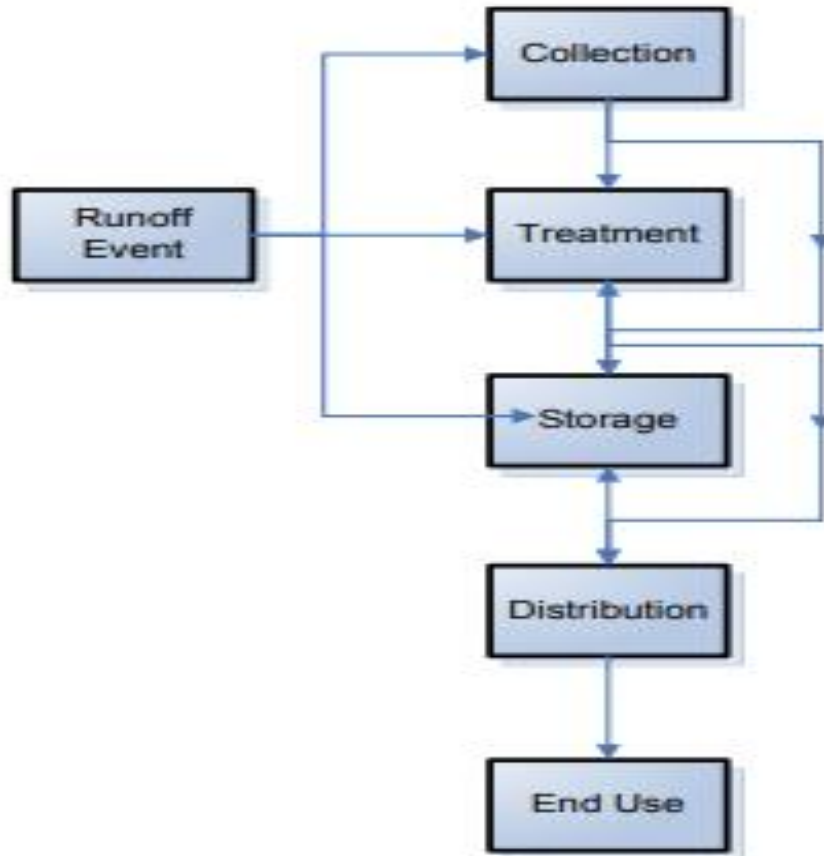 Collection
Runoff
Event
Treatment
Storage
Distribution
End Use